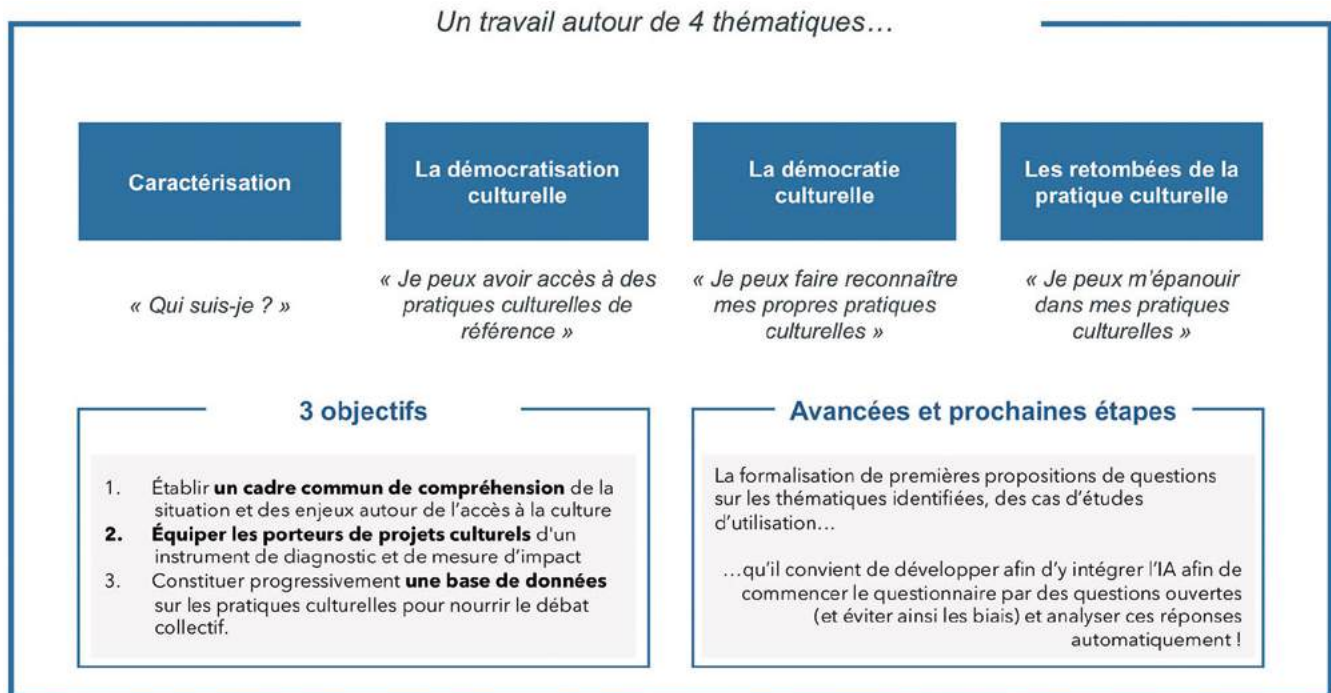 Un travail autour de 4 thématiques…
Caractérisation
La démocratisation
culturelle
La démocratie
culturelle
Les retombées de la
pratique culturelle
« Qui suis-je ? »
« Je peux avoir accès à des
pratiques culturelles de
référence »
« Je peux faire reconnaître
mes propres pratiques
culturelles »
« Je peux m’épanouir
dans mes pratiques
culturelles »
3 objectifs
1. Établir un cadre commun de compréhension de la
situation et des enjeux autour de l’accès à la culture
2. Équiper les porteurs de projets culturels d'un
instrument de diagnostic et de mesure d’impact
3. Constituer progressivement une base de données
sur les pratiques culturelles pour nourrir le débat
collectif.
Avancées et prochaines étapes
La formalisation de premières propositions de questions
sur les thématiques identifiées, des cas d’études
d’utilisation…
…qu’il convient de développer afin d’y intégrer l’IA afin de
commencer le questionnaire par des questions ouvertes
(et éviter ainsi les biais) et analyser ces réponses
automatiquement !